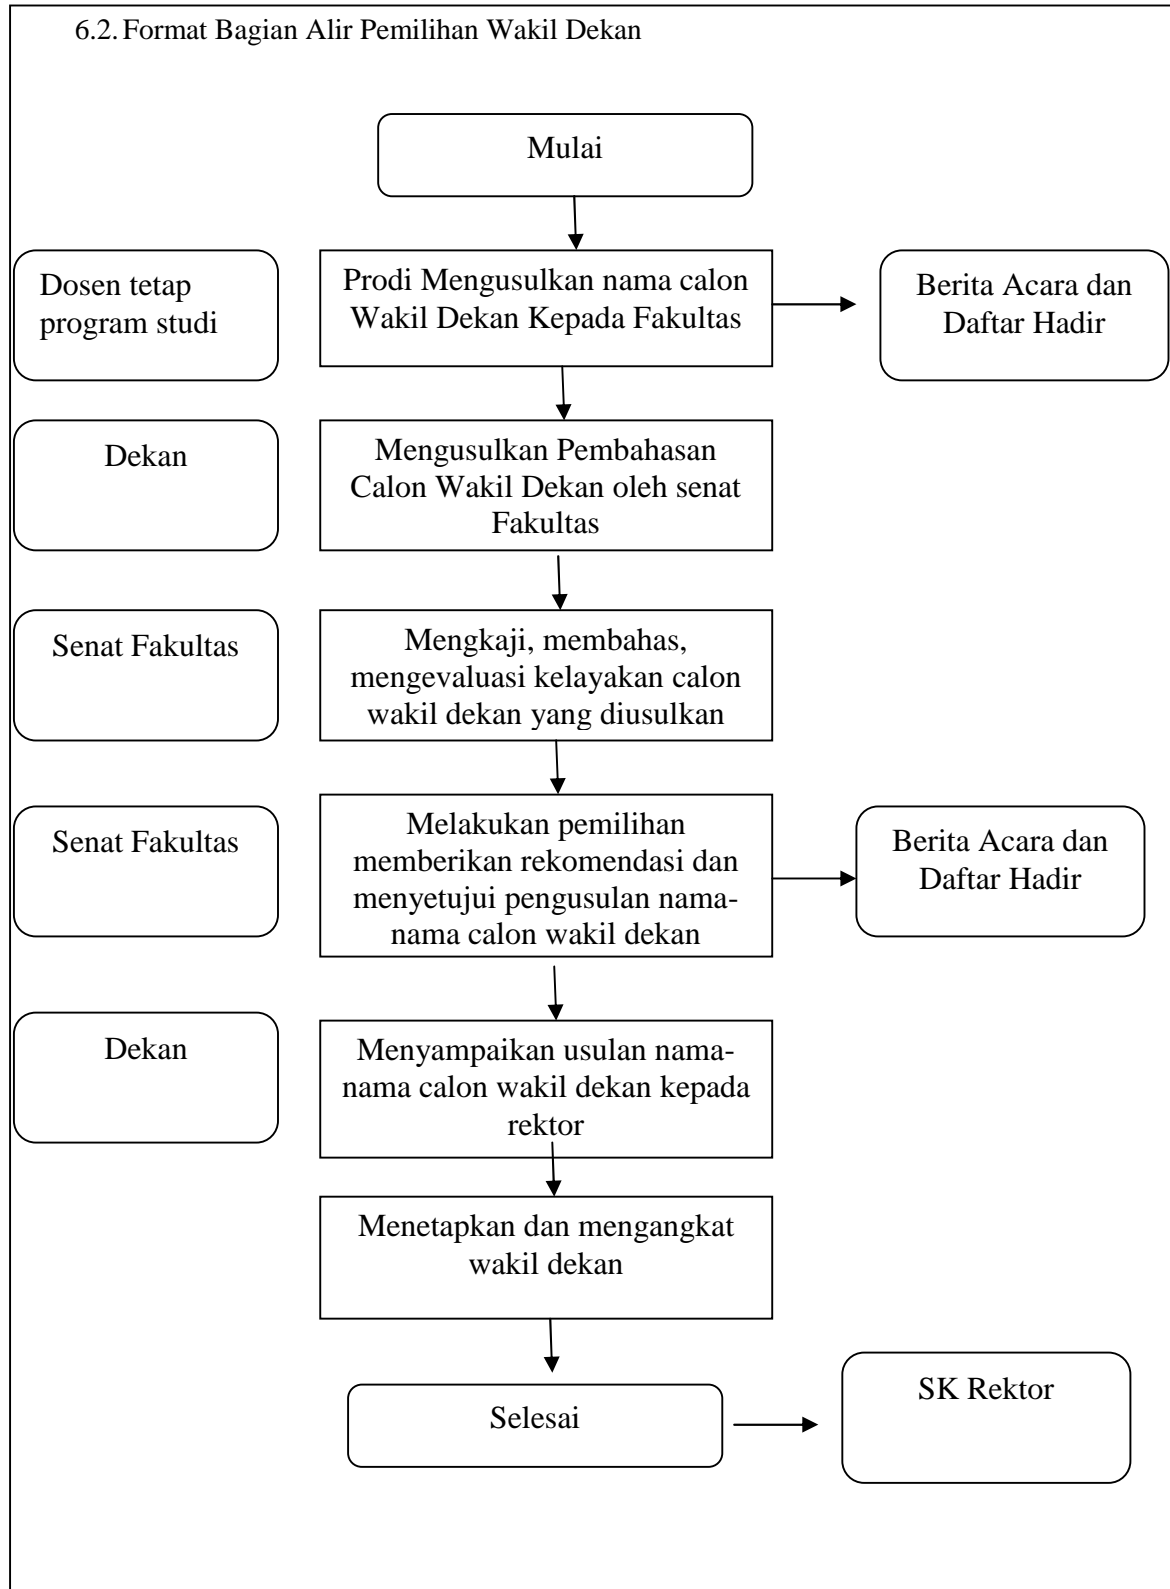 6.2. Format Bagian Alir Pemilihan Wakil Dekan
Mulai
Dosen tetap
program studi
Prodi Mengusulkan nama calon
Wakil Dekan Kepada Fakultas
Berita Acara dan
Daftar Hadir
Dekan
Mengusulkan Pembahasan
Calon Wakil Dekan oleh senat
Fakultas
Senat Fakultas
Mengkaji, membahas,
mengevaluasi kelayakan calon
wakil dekan yang diusulkan
Senat Fakultas
Melakukan pemilihan
memberikan rekomendasi dan
menyetujui pengusulan nama-
nama calon wakil dekan
Berita Acara dan
Daftar Hadir
Dekan
Menyampaikan usulan nama-
nama calon wakil dekan kepada
rektor
Menetapkan dan mengangkat
wakil dekan
Selesai
SK Rektor